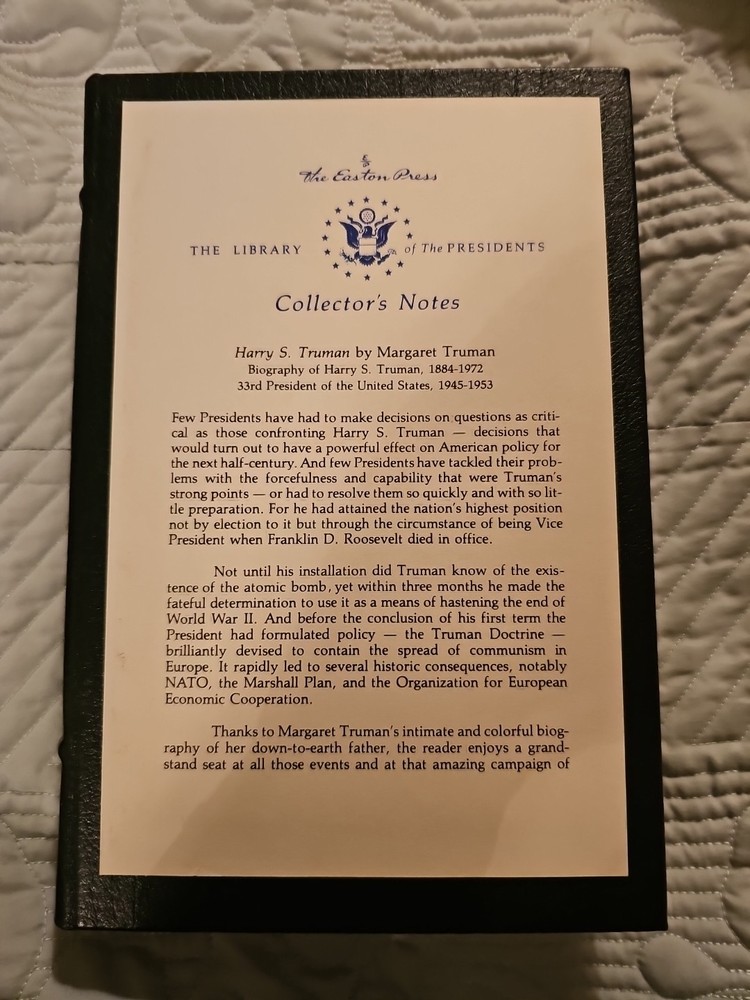 The Easton Press
THE LIBRARY of The PRESIDENTS
Collector's Notes
Harry S. Truman by Margaret Truman
Biography of Harry S. Truman, 1884-1972
33rd President of the United States, 1945-1953
Few Presidents have had to make decisions on questions as criti-
cal as those confronting Harry S. Truman — decisions that
would turn out to have a powerful effect on American policy for
the next half-century. And few Presidents have tackled their prob-
lems with the forcefulness and capability that were Truman's
strong points — or had to resolve them so quickly and with so lit-
tle preparation. For he had attained the nation's highest position
not by election to it but through the circumstance of being Vice
President when Franklin D. Roosevelt died in office.
Not until his installation did Truman know of the exis-
tence of the atomic bomb, yet within three months he made the
fateful determination to use it as a means of hastening the end of
World War II. And before the conclusion of his first term the
President had formulated policy — the Truman Doctrine —
brilliantly devised to contain the spread of communism in
Europe. It rapidly led to several historic consequences, notably
NATO, the Marshall Plan, and the Organization for European
Economic Cooperation.
Thanks to Margaret Truman's intimate and colorful biog-
raphy of her down-to-earth father, the reader enjoys a grand-
stand seat at all those events and at that amazing campaign of